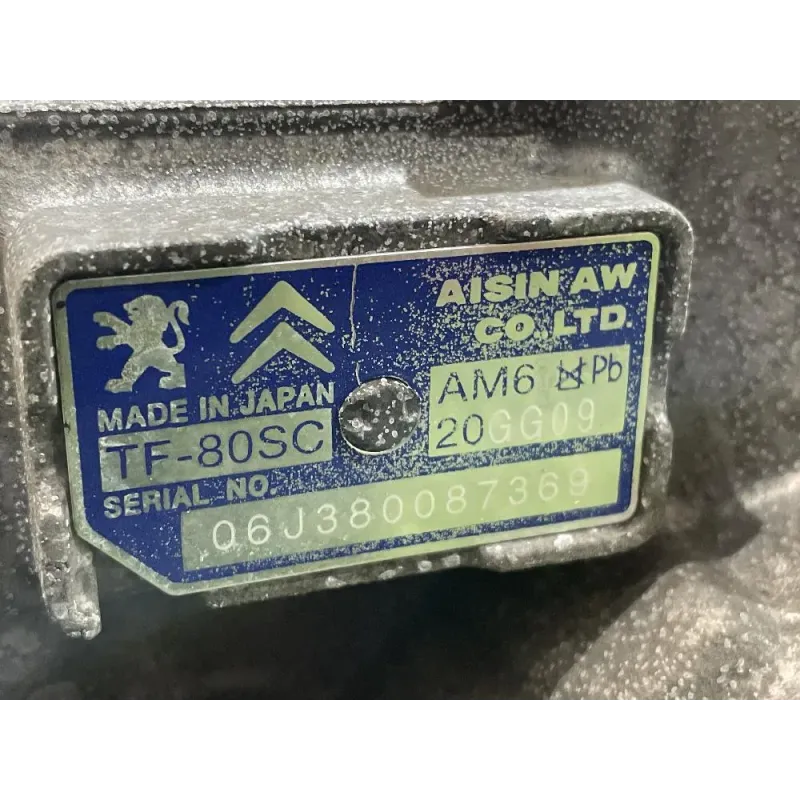 AISIN AW
CO.,LTD.
MADE IN JAPAN
TF-80SC
AM6 Pb
20GG09
SERIAL NO.
06J380087369